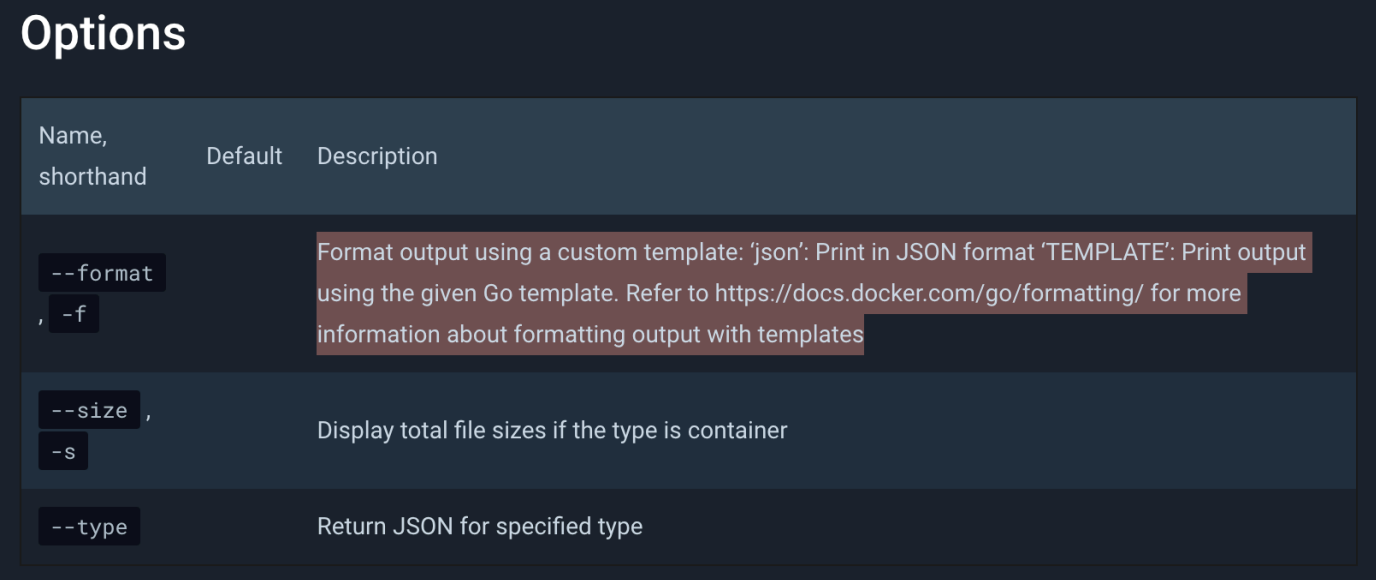 Options
Name,
shorthand
Default
Description
--format
, -f
Format output using a custom template: ‘json’: Print in JSON format ‘TEMPLATE’: Print output
using the given Go template. Refer to https://docs.docker.com/go/formatting/ for more
information about formatting output with templates
--size ,
-s
Display total file sizes if the type is container
--type
Return JSON for specified type